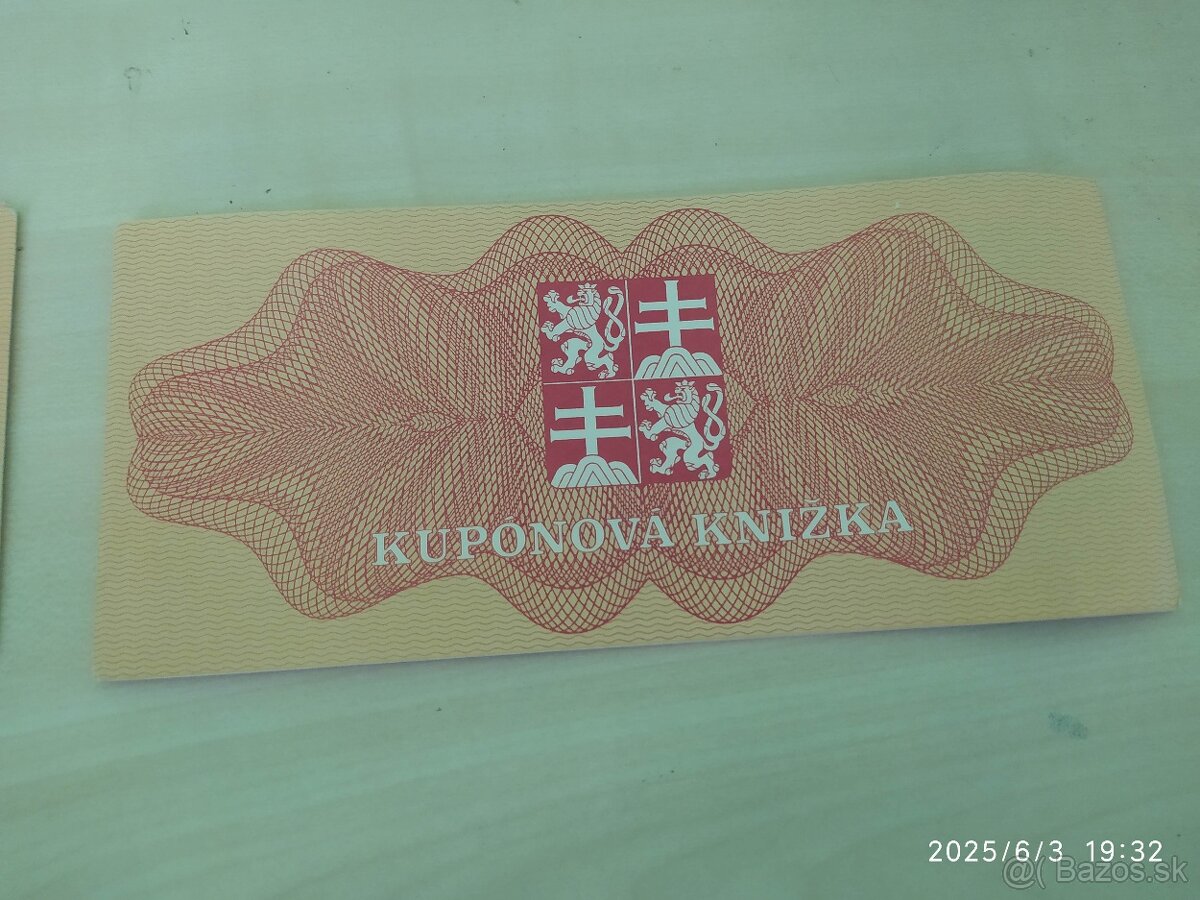 KUPÓNOVÁ KNIŽKA
2025/6/3 19:32
@( Bazos.sk